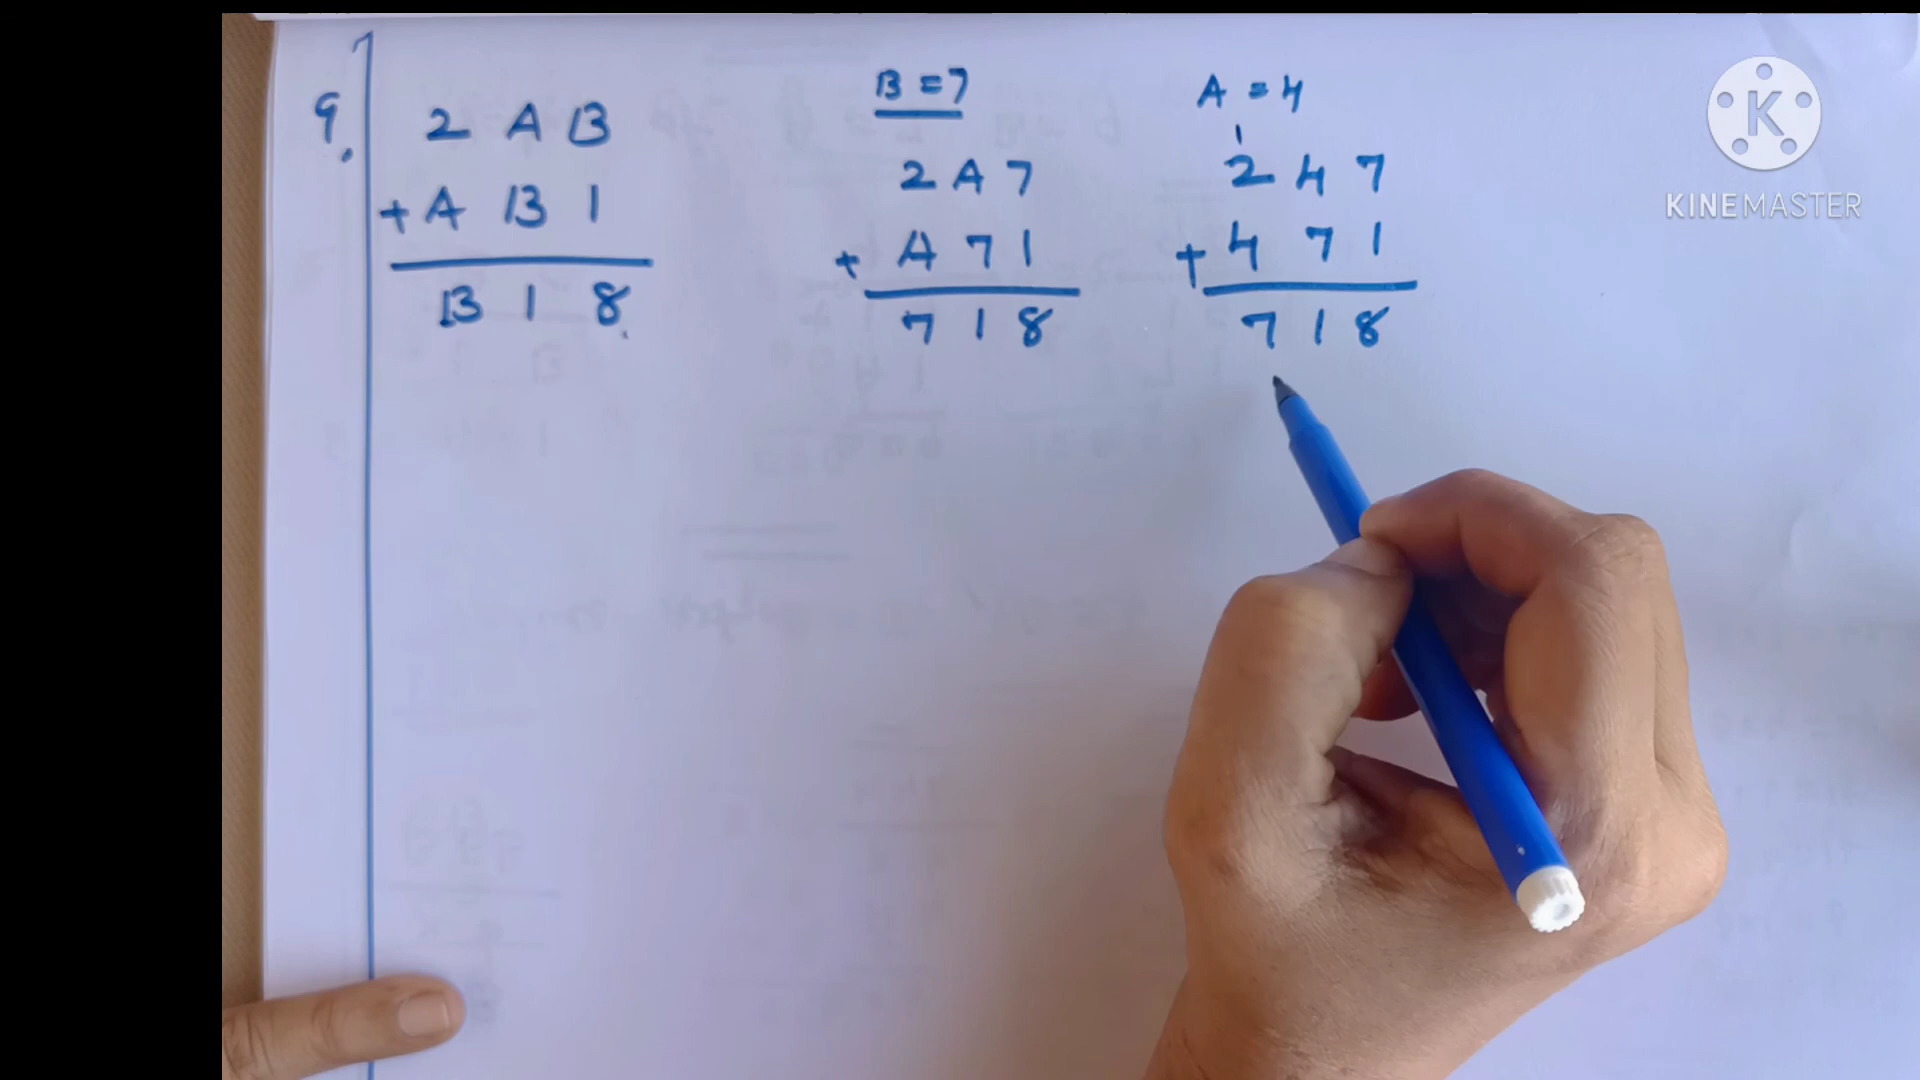 9.
2 A B
+ A B 1
B 1 8
B = 7
2 A 7
+ A 7 1
7 1 8
A = 4
1
2 4 7
+ 4 7 1
7 1 8
K
KINEMASTER